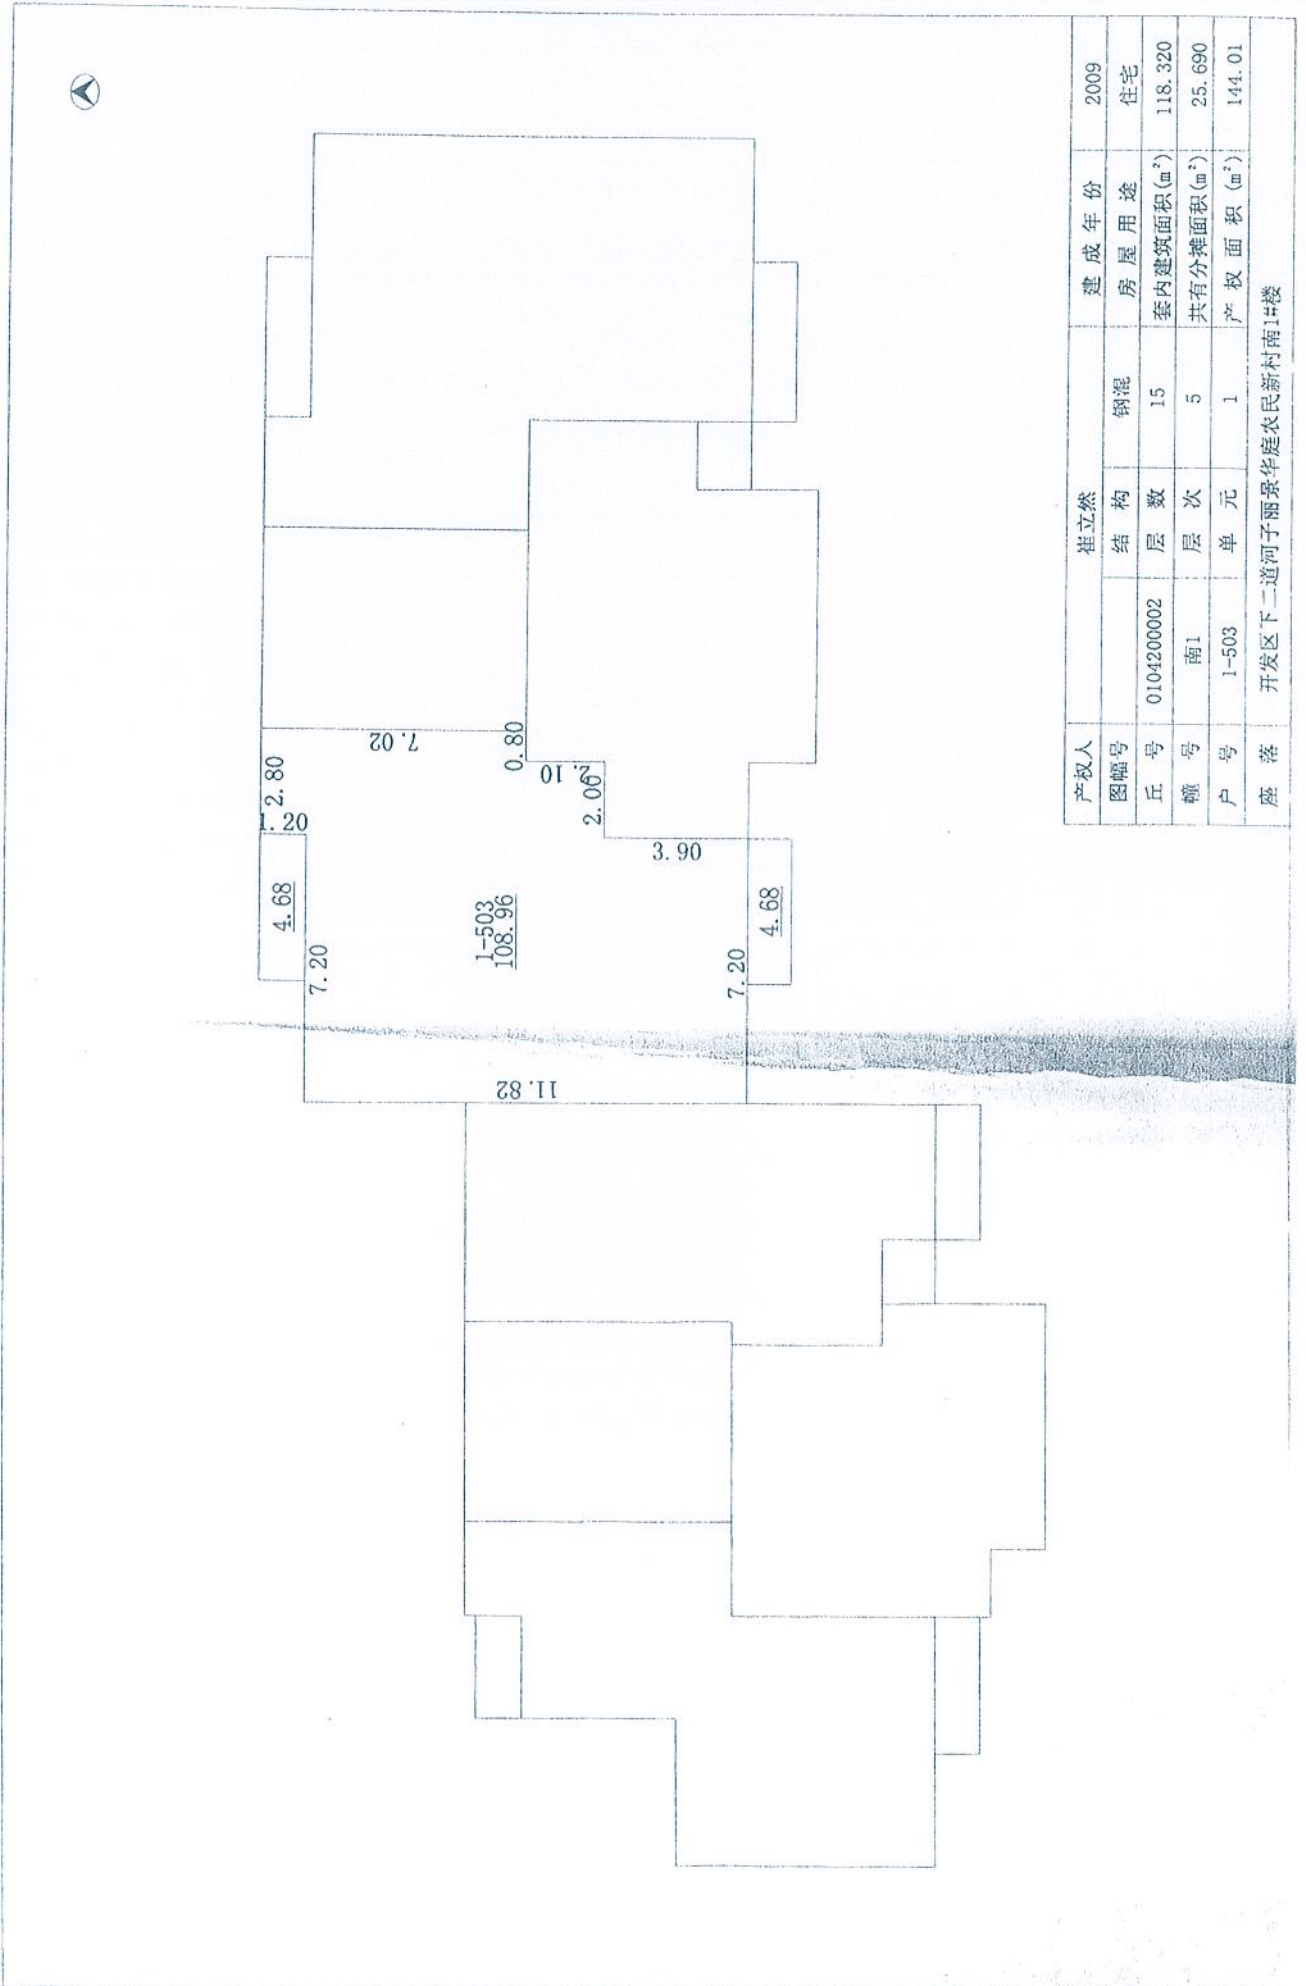 2.80
1.20
4.68
7.20
7.02
0.80
2.10
2.00
1-503
108.96
3.90
7.20
4.68
11.82
产权人 崔立然 建成年份 2009
图幅号 结构 钢混 房屋用途 住宅
丘号 0104200002 层数 15 套内建筑面积(m²) 118.320
幢号 南1 层次 5 共有分摊面积(m²) 25.690
户号 1-503 单元 1 产权面积(m²) 144.01
座落 开发区下二道河子丽景华庭农民新村南1#楼